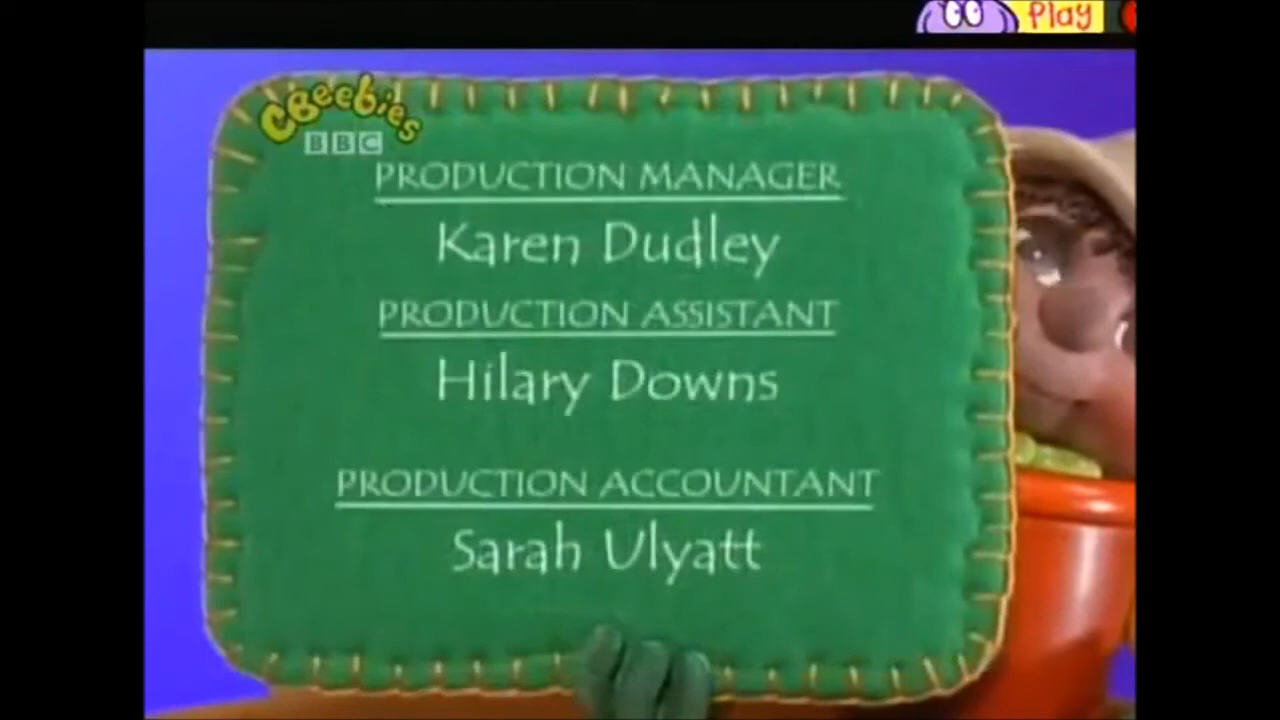 Play
CBeebies
BBC
PRODUCTION MANAGER
Karen Dudley
PRODUCTION ASSISTANT
Hilary Downs
PRODUCTION ACCOUNTANT
Sarah Ulyatt